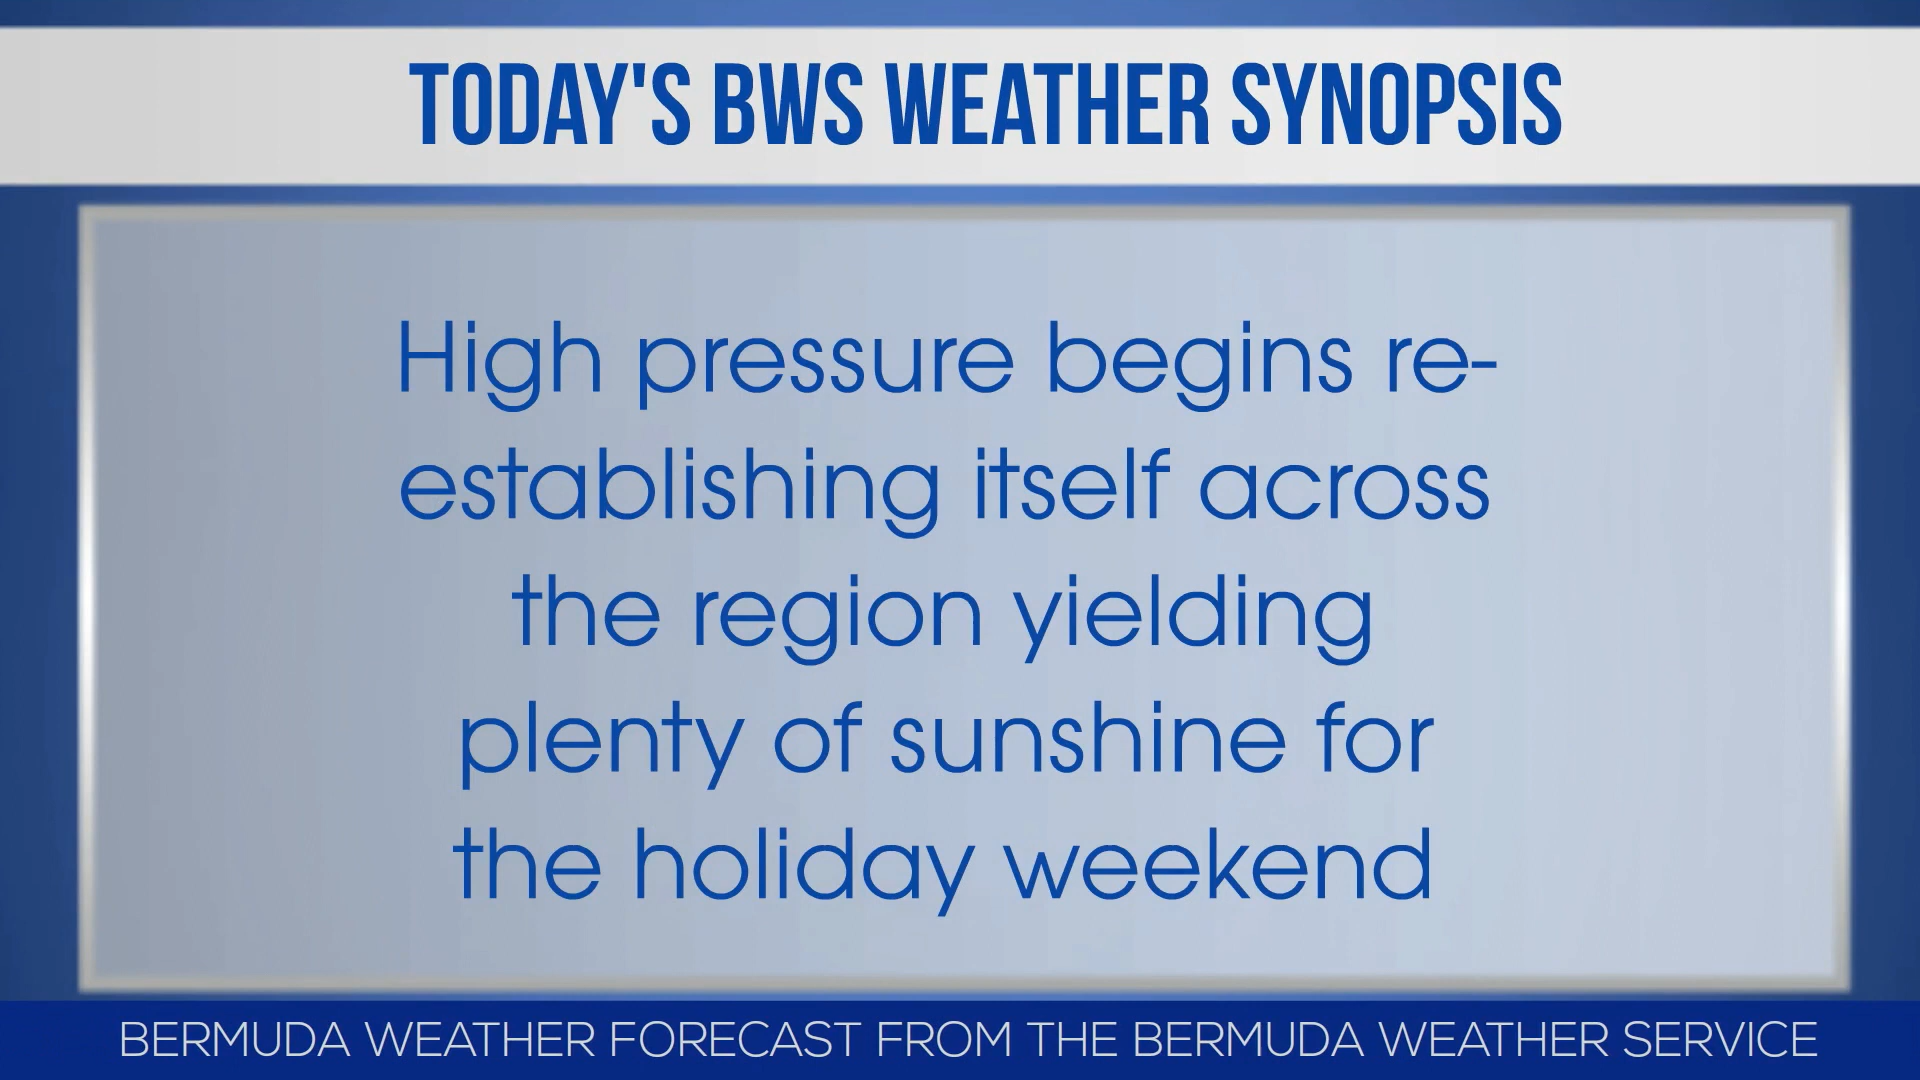 TODAY'S BWS WEATHER SYNOPSIS
High pressure begins re-
establishing itself across
the region yielding
plenty of sunshine for
the holiday weekend
BERMUDA WEATHER FORECAST FROM THE BERMUDA WEATHER SERVICE